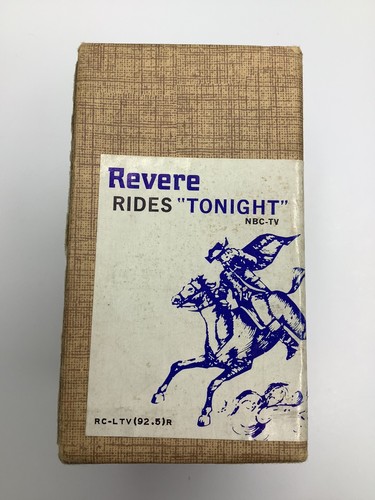 Revere
RIDES "TONIGHT"
NBC-TV
RC-LTV(92.5)R